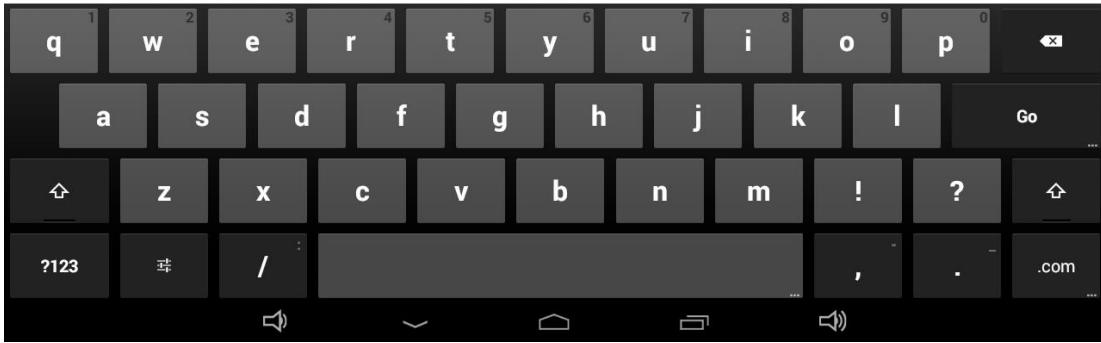 1 2 3 4 5 6 7 8 9 0
q w e r t y u i o p
a s d f g h j k l Go
...
z x c v b n m ! ?
: - _
?123 / , . .com
... ...